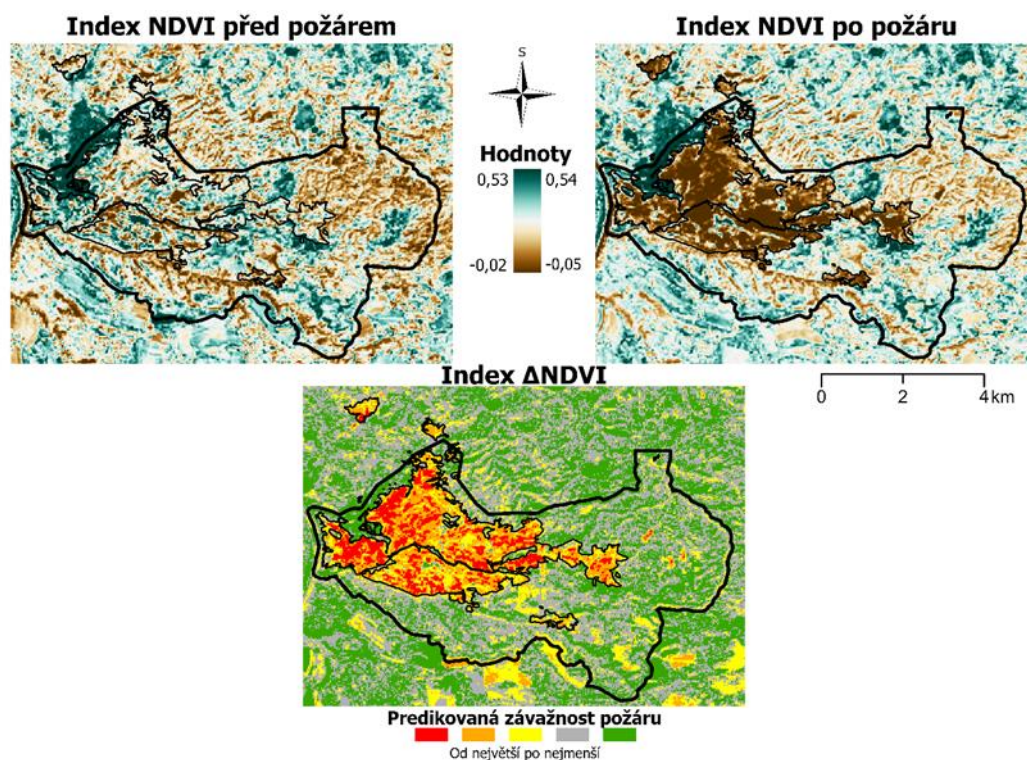 Index NDVI před požárem
Index NDVI po požáru
S
Hodnoty
0,53 0,54
-0,02 -0,05
Index ΔNDVI
0 2 4 km
Predikovaná závažnost požáru
Od největší po nejmenší